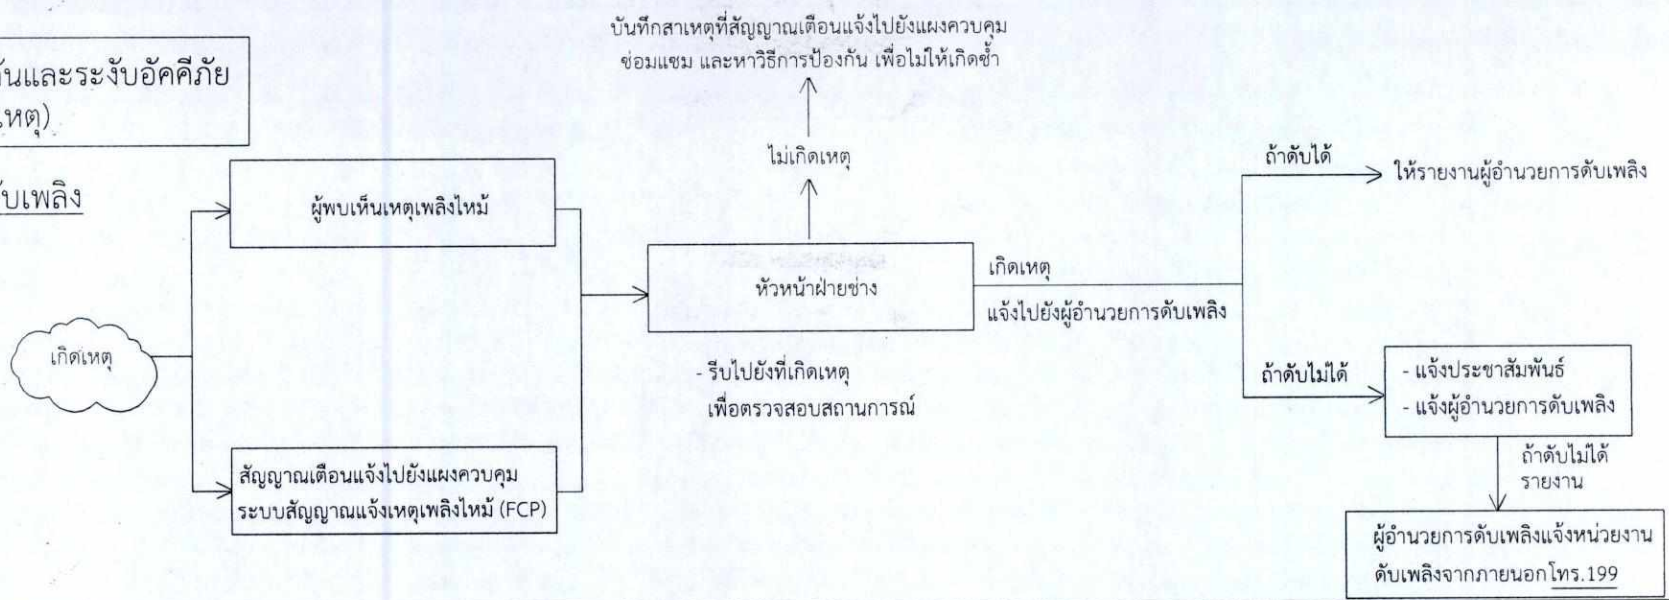 บันทึกสาเหตุที่สัญญาณเตือนแจ้งไปยังแผงควบคุม
ซ่อมแซม และหาวิธีการป้องกัน เพื่อไม่ให้เกิดซ้ำ
และระงับอัคคีภัย
เหตุ)
ับเพลิง
ไม่เกิดเหตุ
ถ้าดับได้
ให้รายงานผู้อำนวยการดับเพลิง
ผู้พบเห็นเหตุเพลิงไหม้
เกิดเหตุ
หัวหน้าฝ่ายช่าง
เกิดเหตุ
แจ้งไปยังผู้อำนวยการดับเพลิง
- รีบไปยังที่เกิดเหตุ
เพื่อตรวจสอบสถานการณ์
ถ้าดับไม่ได้
- แจ้งประชาสัมพันธ์
- แจ้งผู้อำนวยการดับเพลิง
สัญญาณเตือนแจ้งไปยังแผงควบคุม
ระบบสัญญาณแจ้งเหตุเพลิงไหม้ (FCP)
ถ้าดับไม่ได้
รายงาน
ผู้อำนวยการดับเพลิงแจ้งหน่วยงาน
ดับเพลิงจากภายนอกโทร.199